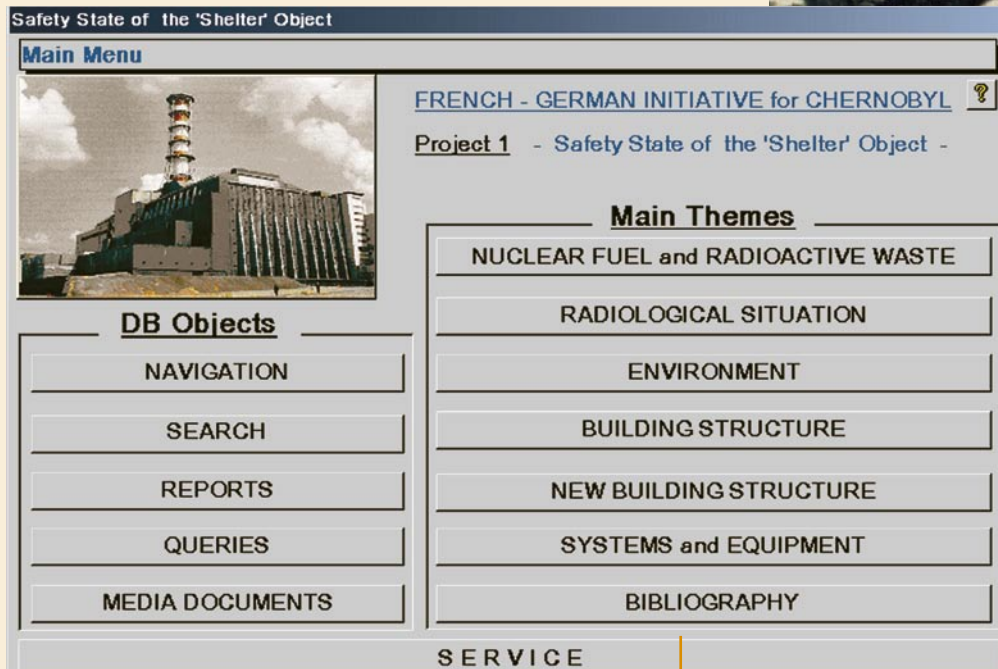 Safety State of the 'Shelter' Object
Main Menu
FRENCH - GERMAN INITIATIVE for CHERNOBYL ?
Project 1 - Safety State of the 'Shelter' Object -
DB Objects
NAVIGATION
SEARCH
REPORTS
QUERIES
MEDIA DOCUMENTS
Main Themes
NUCLEAR FUEL and RADIOACTIVE WASTE
RADIOLOGICAL SITUATION
ENVIRONMENT
BUILDING STRUCTURE
NEW BUILDING STRUCTURE
SYSTEMS and EQUIPMENT
BIBLIOGRAPHY
SERVICE